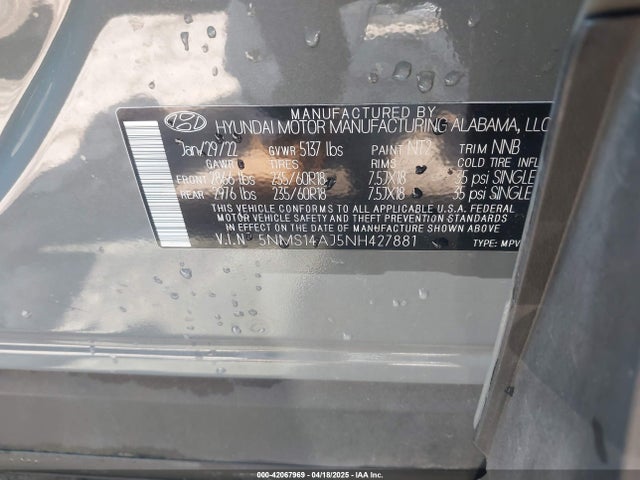 MANUFACTURED BY
HYUNDAI MOTOR MANUFACTURING ALABAMA, LLC
Jan/29/22 GVWR 5137 lbs PAINT NT2 TRIM NNB
GAWR TIRES RIMS COLD TIRE INFL
FRONT 2866 lbs 235/60R18 7.5JX18 35 psi SINGLE
REAR 2976 lbs 235/60R18 7.5JX18 35 psi SINGLE
THIS VEHICLE CONFORMS TO ALL APPLICABLE U.S.A. FEDERAL
MOTOR VEHICLE SAFETY AND THEFT PREVENTION STANDARDS
IN EFFECT ON THE DATE OF MANUFACTURE SHOWN ABOVE.
V.I.N 5NMS14AJ5NH427881 TYPE: MPV
000-42067969 - 04/18/2025 - IAA Inc.